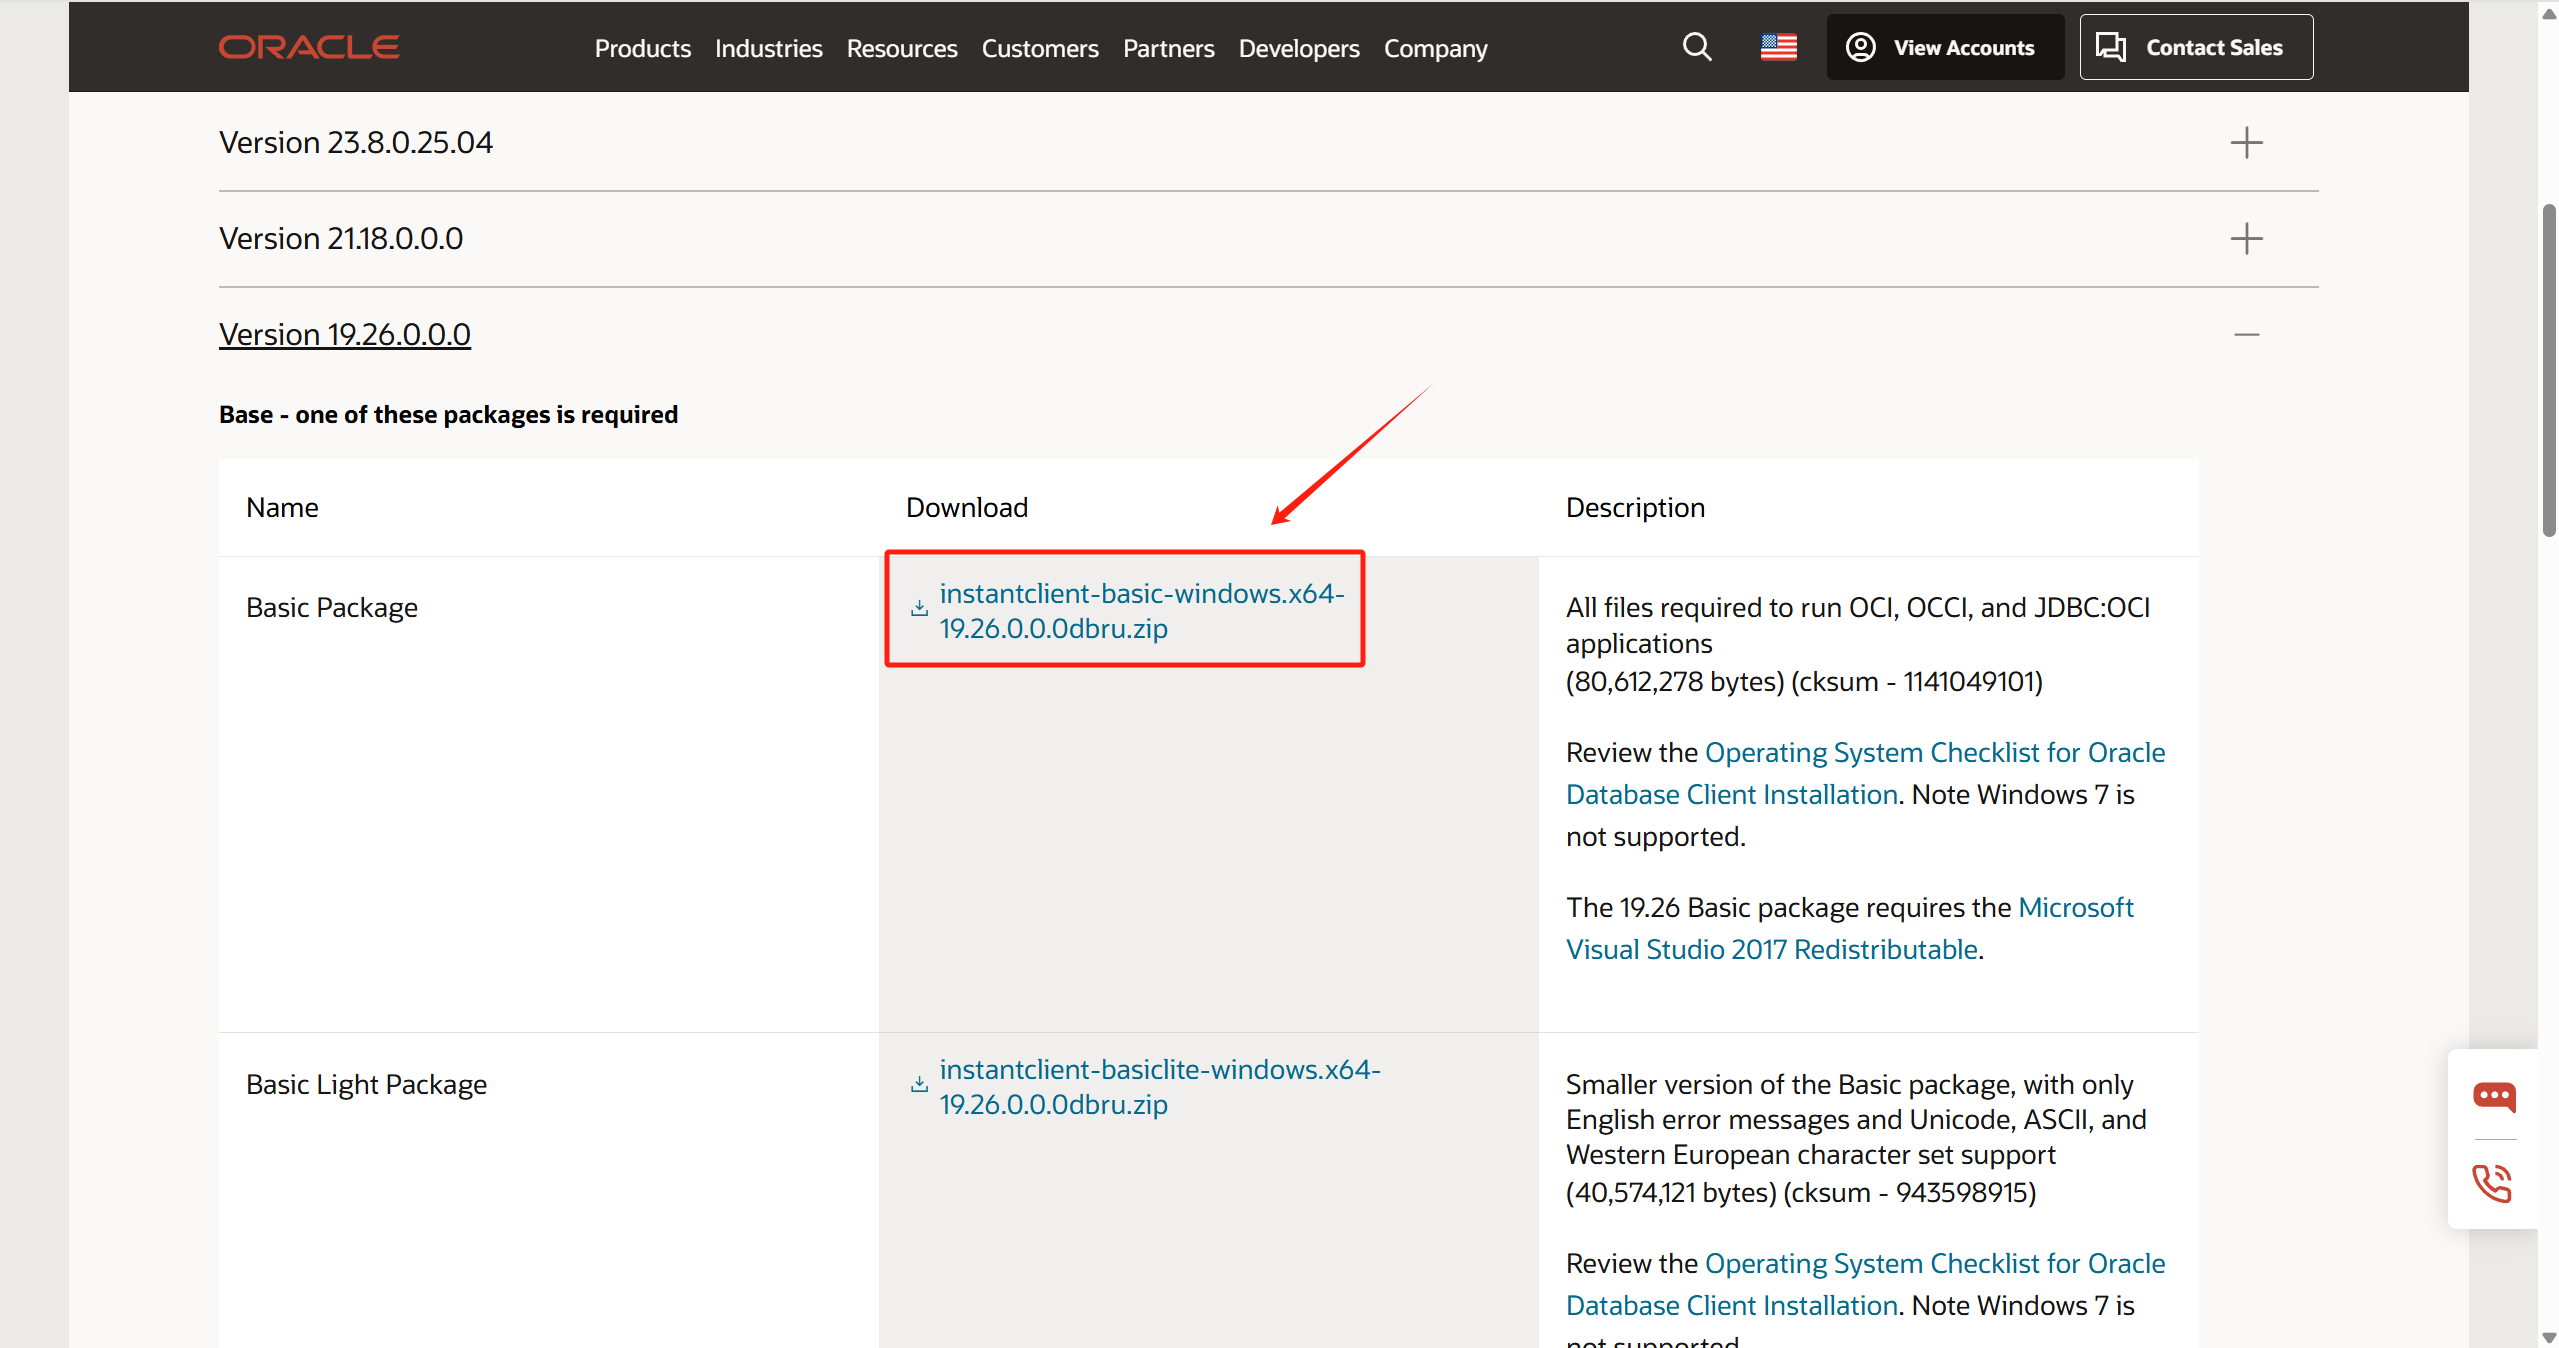 ORACLE
Products Industries Resources Customers Partners Developers Company
View Accounts
Contact Sales
Version 23.8.0.25.04
Version 21.18.0.0.0
Version 19.26.0.0.0
Base - one of these packages is required
Name
Download
Description
Basic Package
instantclient-basic-windows.x64-
19.26.0.0.0dbru.zip
All files required to run OCI, OCCI, and JDBC:OCI
applications
(80,612,278 bytes) (cksum - 1141049101)
Review the Operating System Checklist for Oracle
Database Client Installation. Note Windows 7 is
not supported.
The 19.26 Basic package requires the Microsoft
Visual Studio 2017 Redistributable.
Basic Light Package
instantclient-basiclite-windows.x64-
19.26.0.0.0dbru.zip
Smaller version of the Basic package, with only
English error messages and Unicode, ASCII, and
Western European character set support
(40,574,121 bytes) (cksum - 943598915)
Review the Operating System Checklist for Oracle
Database Client Installation. Note Windows 7 is
not supported